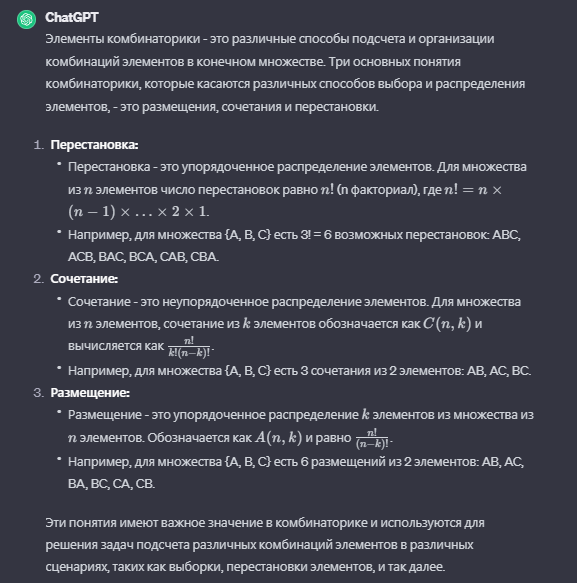 ChatGPT
Элементы комбинаторики - это различные способы подсчета и организации
комбинаций элементов в конечном множестве. Три основных понятия
комбинаторики, которые касаются различных способов выбора и распределения
элементов, - это размещения, сочетания и перестановки.
1. Перестановка:
• Перестановка - это упорядоченное распределение элементов. Для множества
из n элементов число перестановок равно n! (n факториал), где n! = n ×
(n − 1) × … × 2 × 1.
• Например, для множества {A, B, C} есть 3! = 6 возможных перестановок: ABC,
ACB, BAC, BCA, CAB, CBA.
2. Сочетание:
• Сочетание - это неупорядоченное распределение элементов. Для множества
из n элементов, сочетание из k элементов обозначается как C(n, k) и
вычисляется как n!/k!(n−k)!.
• Например, для множества {A, B, C} есть 3 сочетания из 2 элементов: AB, AC, BC.
3. Размещение:
• Размещение - это упорядоченное распределение k элементов из множества из
n элементов. Обозначается как A(n, k) и равно n!/(n−k)!.
• Например, для множества {A, B, C} есть 6 размещений из 2 элементов: AB, AC,
BA, BC, CA, CB.
Эти понятия имеют важное значение в комбинаторике и используются для
решения задач подсчета различных комбинаций элементов в различных
сценариях, таких как выборки, перестановки элементов, и так далее.